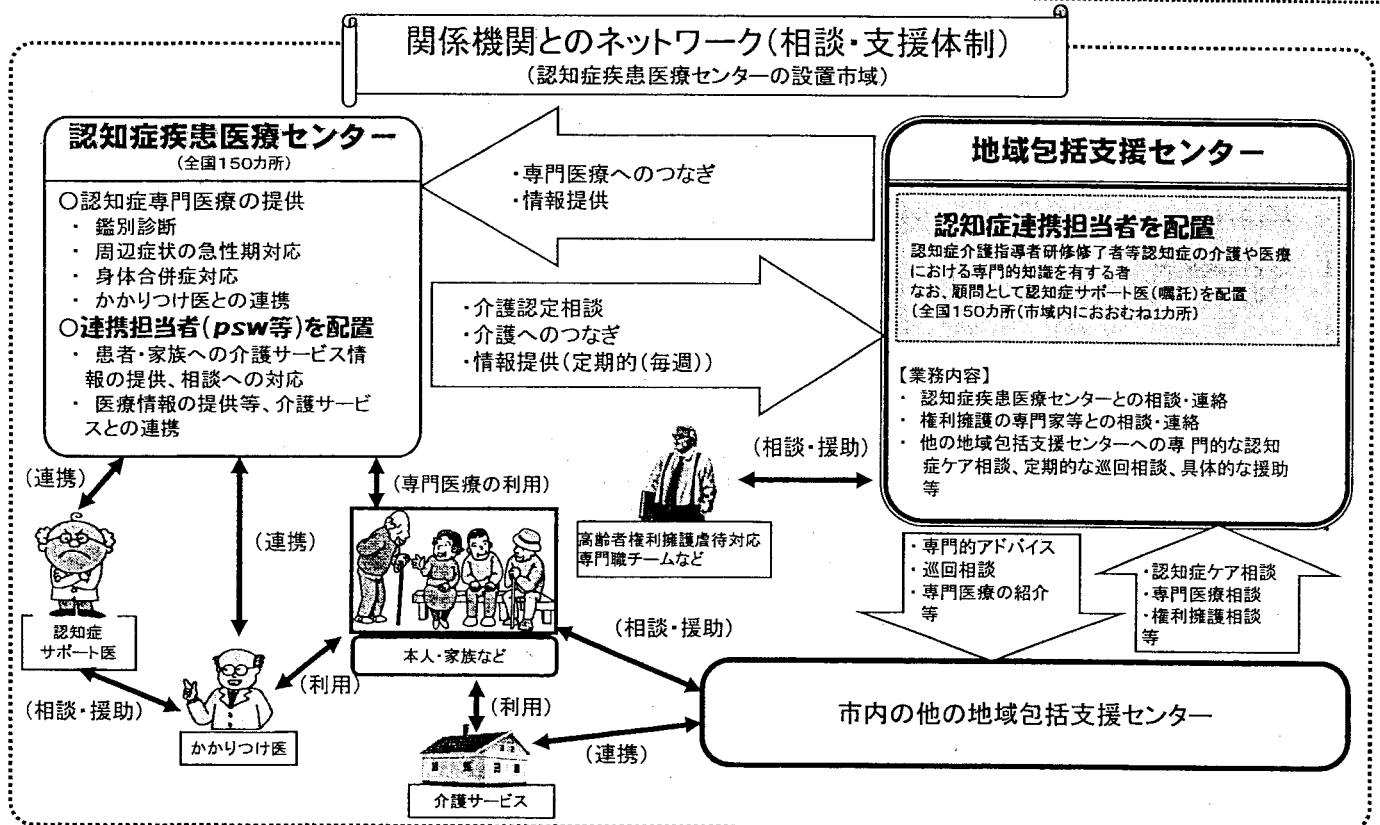 関係機関とのネットワーク(相談・支援体制)
(認知症疾患医療センターの設置市域)
認知症疾患医療センター
(全国150カ所)
○認知症専門医療の提供
・ 鑑別診断
・ 周辺症状の急性期対応
・ 身体合併症対応
・ かかりつけ医との連携
○連携担当者(psw等)を配置
・ 患者・家族への介護サービス情
報の提供、相談への対応
・ 医療情報の提供等、介護サービ
スとの連携
・専門医療へのつなぎ
・情報提供
・介護認定相談
・介護へのつなぎ
・情報提供(定期的(毎週))
地域包括支援センター
認知症連携担当者を配置
認知症介護指導者研修修了者等認知症の介護や医療
における専門的知識を有する者
なお、顧問として認知症サポート医(嘱託)を配置
(全国150カ所(市域内におおむね1カ所)
【業務内容】
・ 認知症疾患医療センターとの相談・連絡
・ 権利擁護の専門家等との相談・連絡
・ 他の地域包括支援センターへの専門的な認知
症ケア相談、定期的な巡回相談、具体的な援助
等
(連携)
(連携)
(専門医療の利用)
(相談・援助)
高齢者権利擁護虐待対応
専門職チームなど
・専門的アドバイス
・巡回相談
・専門医療の紹介
等
・認知症ケア相談
・専門医療相談
・権利擁護相談
等
認知症
サポート医
本人・家族など
(相談・援助)
(相談・援助)
(利用)
かかりつけ医
(利用)
(連携)
介護サービス
市内の他の地域包括支援センター